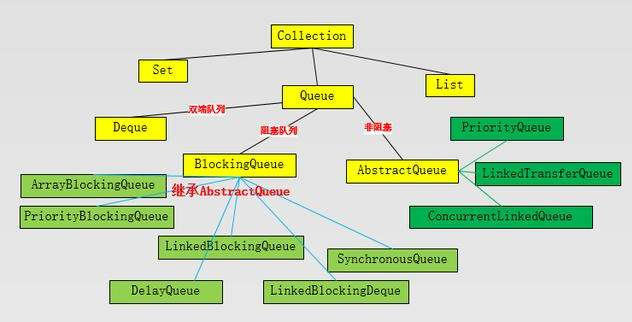 Collection
Set
List
Queue
双端队列
Deque
阻塞队列
非阻塞
PriorityQueue
BlockingQueue
AbstractQueue
LinkedTransferQueue
ArrayBlockingQueue
继承AbstractQueue
PriorityBlockingQueue
ConcurrentLinkedQueue
LinkedBlockingQueue
SynchronousQueue
DelayQueue
LinkedBlockingDeque